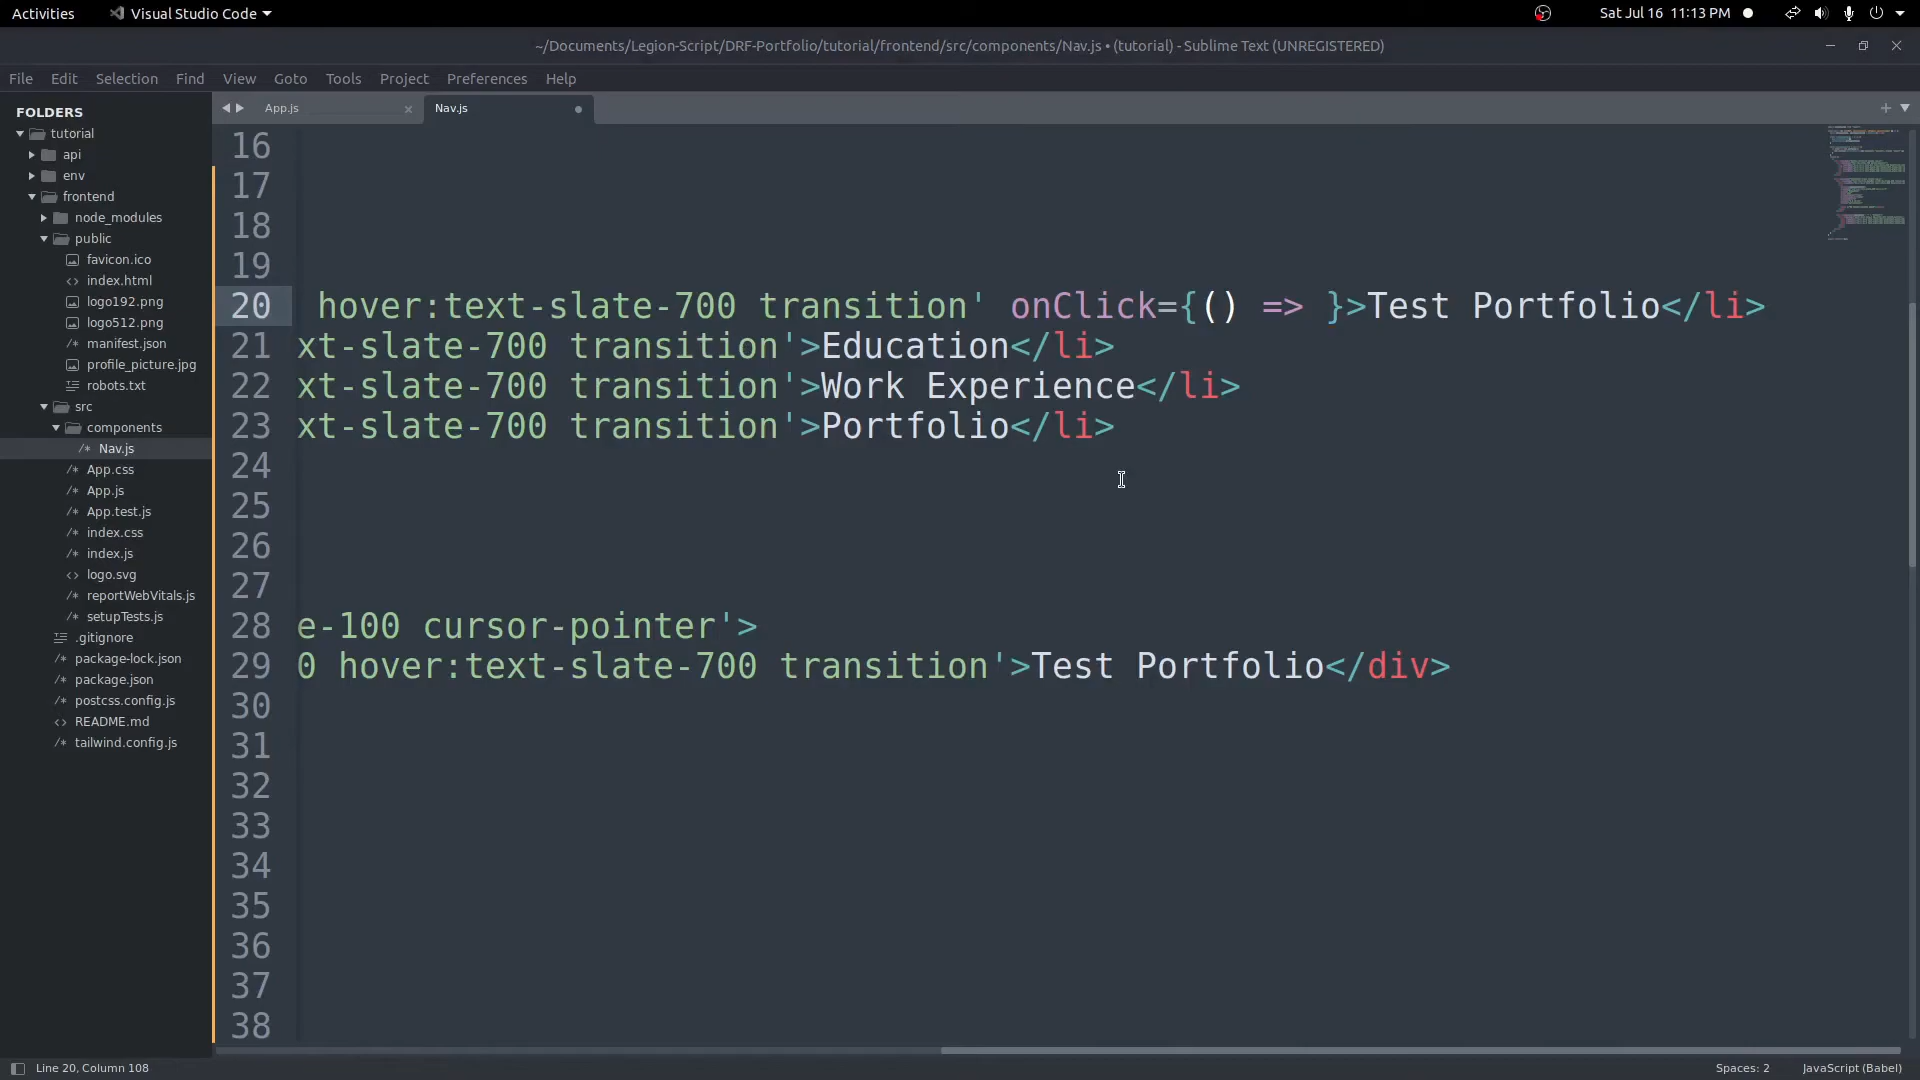 Activities Visual Studio Code Sat Jul 16 11:13 PM
~/Documents/Legion-Script/DRF-Portfolio/tutorial/frontend/src/components/Nav.js • (tutorial) - Sublime Text (UNREGISTERED)
File Edit Selection Find View Goto Tools Project Preferences Help
FOLDERS
tutorial
api
env
frontend
node_modules
public
favicon.ico
index.html
logo192.png
logo512.png
manifest.json
profile_picture.jpg
robots.txt
src
components
Nav.js
App.css
App.js
App.test.js
index.css
index.js
logo.svg
reportWebVitals.js
setupTests.js
.gitignore
package-lock.json
package.json
postcss.config.js
README.md
tailwind.config.js
App.js Nav.js
16
17
18
19
20 hover:text-slate-700 transition' onClick={() => }>Test Portfolio</li>
21 xt-slate-700 transition'>Education</li>
22 xt-slate-700 transition'>Work Experience</li>
23 xt-slate-700 transition'>Portfolio</li>
24
25
26
27
28 e-100 cursor-pointer'>
29 0 hover:text-slate-700 transition'>Test Portfolio</div>
30
31
32
33
34
35
36
37
38
Line 20, Column 108 Spaces: 2 JavaScript (Babel)